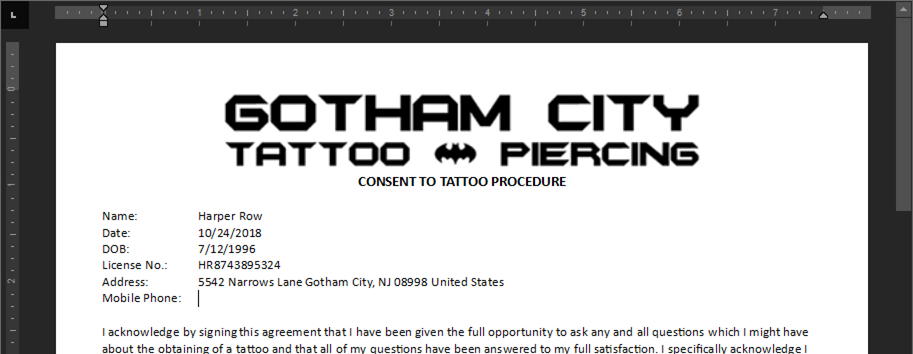 1 2 3 4 5 6 7
GOTHAM CITY
TATTOO PIERCING
CONSENT TO TATTOO PROCEDURE
Name: Harper Row
Date: 10/24/2018
DOB: 7/12/1996
License No.: HR8743895324
Address: 5542 Narrows Lane Gotham City, NJ 08998 United States
Mobile Phone:
I acknowledge by signing this agreement that I have been given the full opportunity to ask any and all questions which I might have
about the obtaining of a tattoo and that all of my questions have been answered to my full satisfaction. I specifically acknowledge I
0
1
2